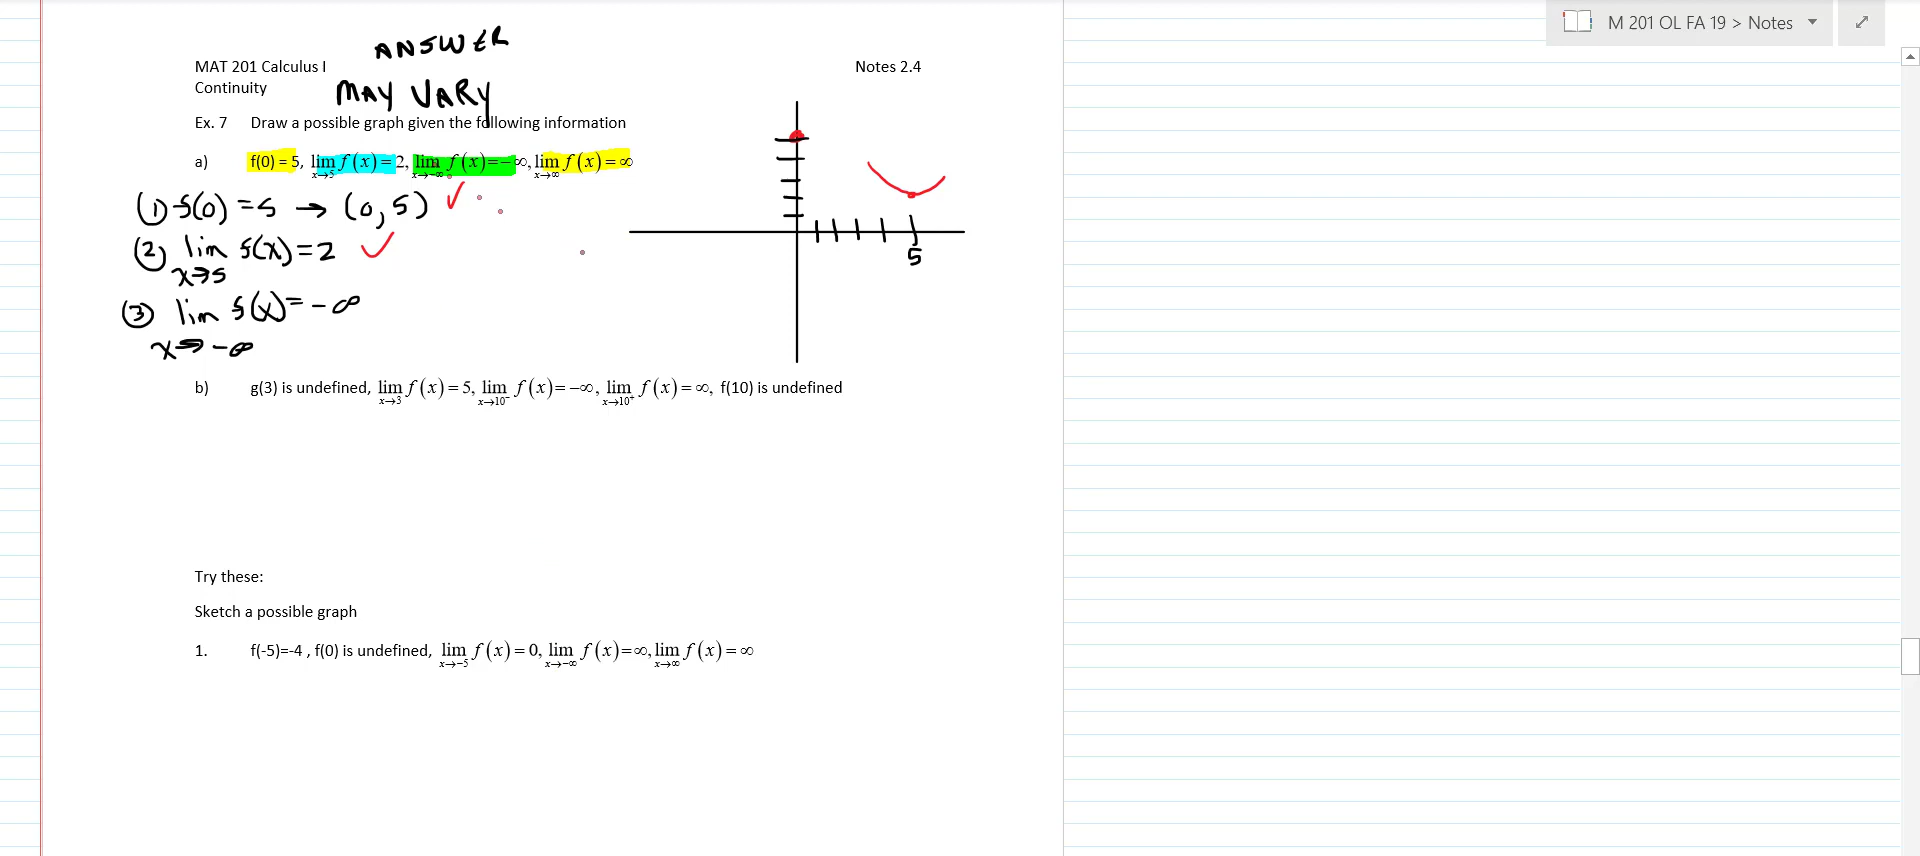 M 201 OL FA 19 > Notes
ANSWER
MAT 201 Calculus I Notes 2.4
Continuity
MAY VARY
Ex. 7 Draw a possible graph given the following information
a) f(0) = 5, lim x→5 f(x) = 2, lim x→-∞ f(x) = -∞, lim x→∞ f(x) = ∞
(1) f(0) = 5 → (0, 5) ✓
(2) lim f(x) = 2 ✓
x→5
5
(3) lim f(x) = -∞
x→ -∞
b) g(3) is undefined, lim x→3 f(x) = 5, lim x→10⁻ f(x) = -∞, lim x→10⁺ f(x) = ∞, f(10) is undefined
Try these:
Sketch a possible graph
1. f(-5)=-4 , f(0) is undefined, lim x→-5 f(x) = 0, lim x→-∞ f(x) = ∞, lim x→∞ f(x) = ∞